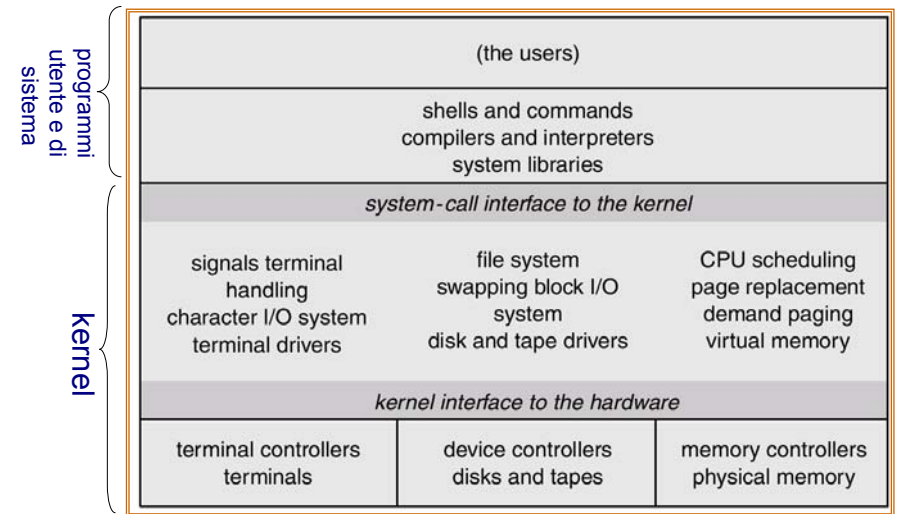 programmi
utente e di
sistema
(the users)
shells and commands
compilers and interpreters
system libraries
kernel
system-call interface to the kernel
signals terminal
handling
character I/O system
terminal drivers
file system
swapping block I/O
system
disk and tape drivers
CPU scheduling
page replacement
demand paging
virtual memory
kernel interface to the hardware
terminal controllers
terminals
device controllers
disks and tapes
memory controllers
physical memory